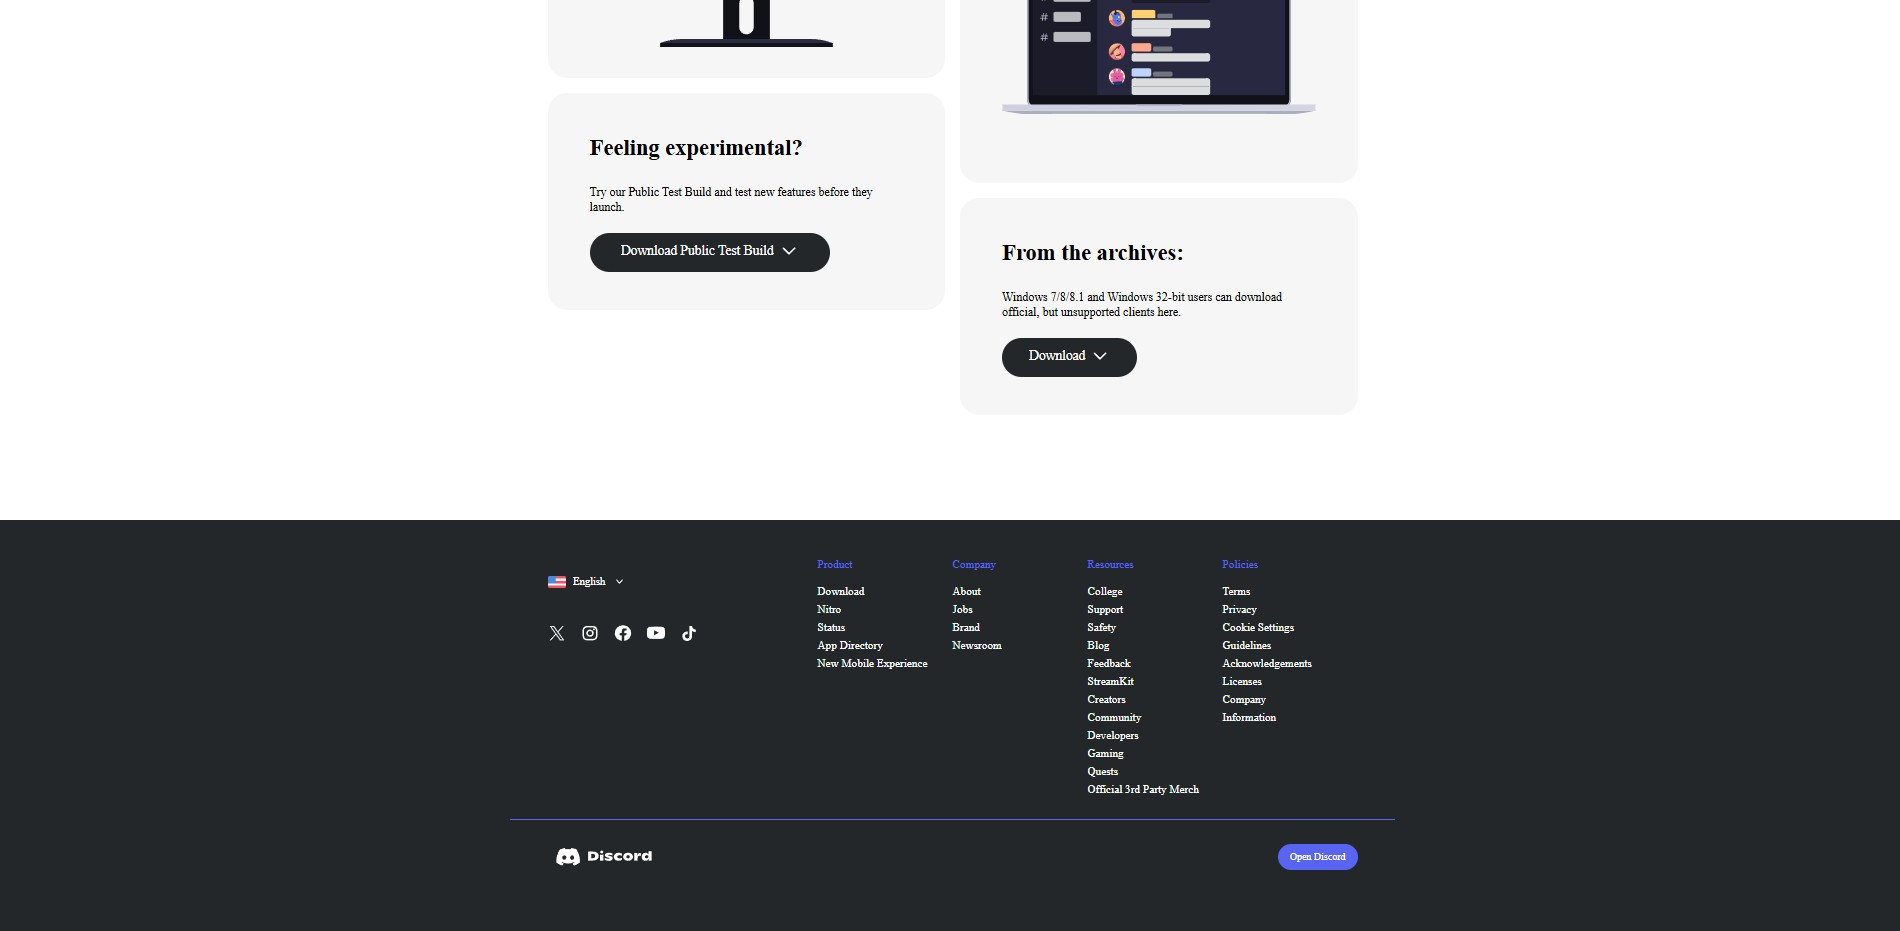 #
#
Feeling experimental?
Try our Public Test Build and test new features before they
launch.
Download Public Test Build
From the archives:
Windows 7/8/8.1 and Windows 32-bit users can download
official, but unsupported clients here.
Download
English
Product
Download
Nitro
Status
App Directory
New Mobile Experience
Company
About
Jobs
Brand
Newsroom
Resources
College
Support
Safety
Blog
Feedback
StreamKit
Creators
Community
Developers
Gaming
Quests
Official 3rd Party Merch
Policies
Terms
Privacy
Cookie Settings
Guidelines
Acknowledgements
Licenses
Company
Information
Discord
Open Discord